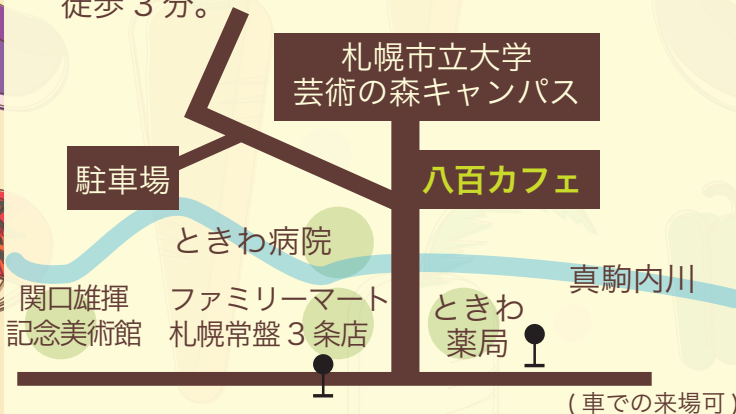 徒歩 3 分。
札幌市立大学
芸術の森キャンパス
駐車場
八百カフェ
ときわ病院
真駒内川
関口雄揮
記念美術館
ファミリーマート
札幌常盤 3 条店
ときわ
薬局
( 車での来場可 )